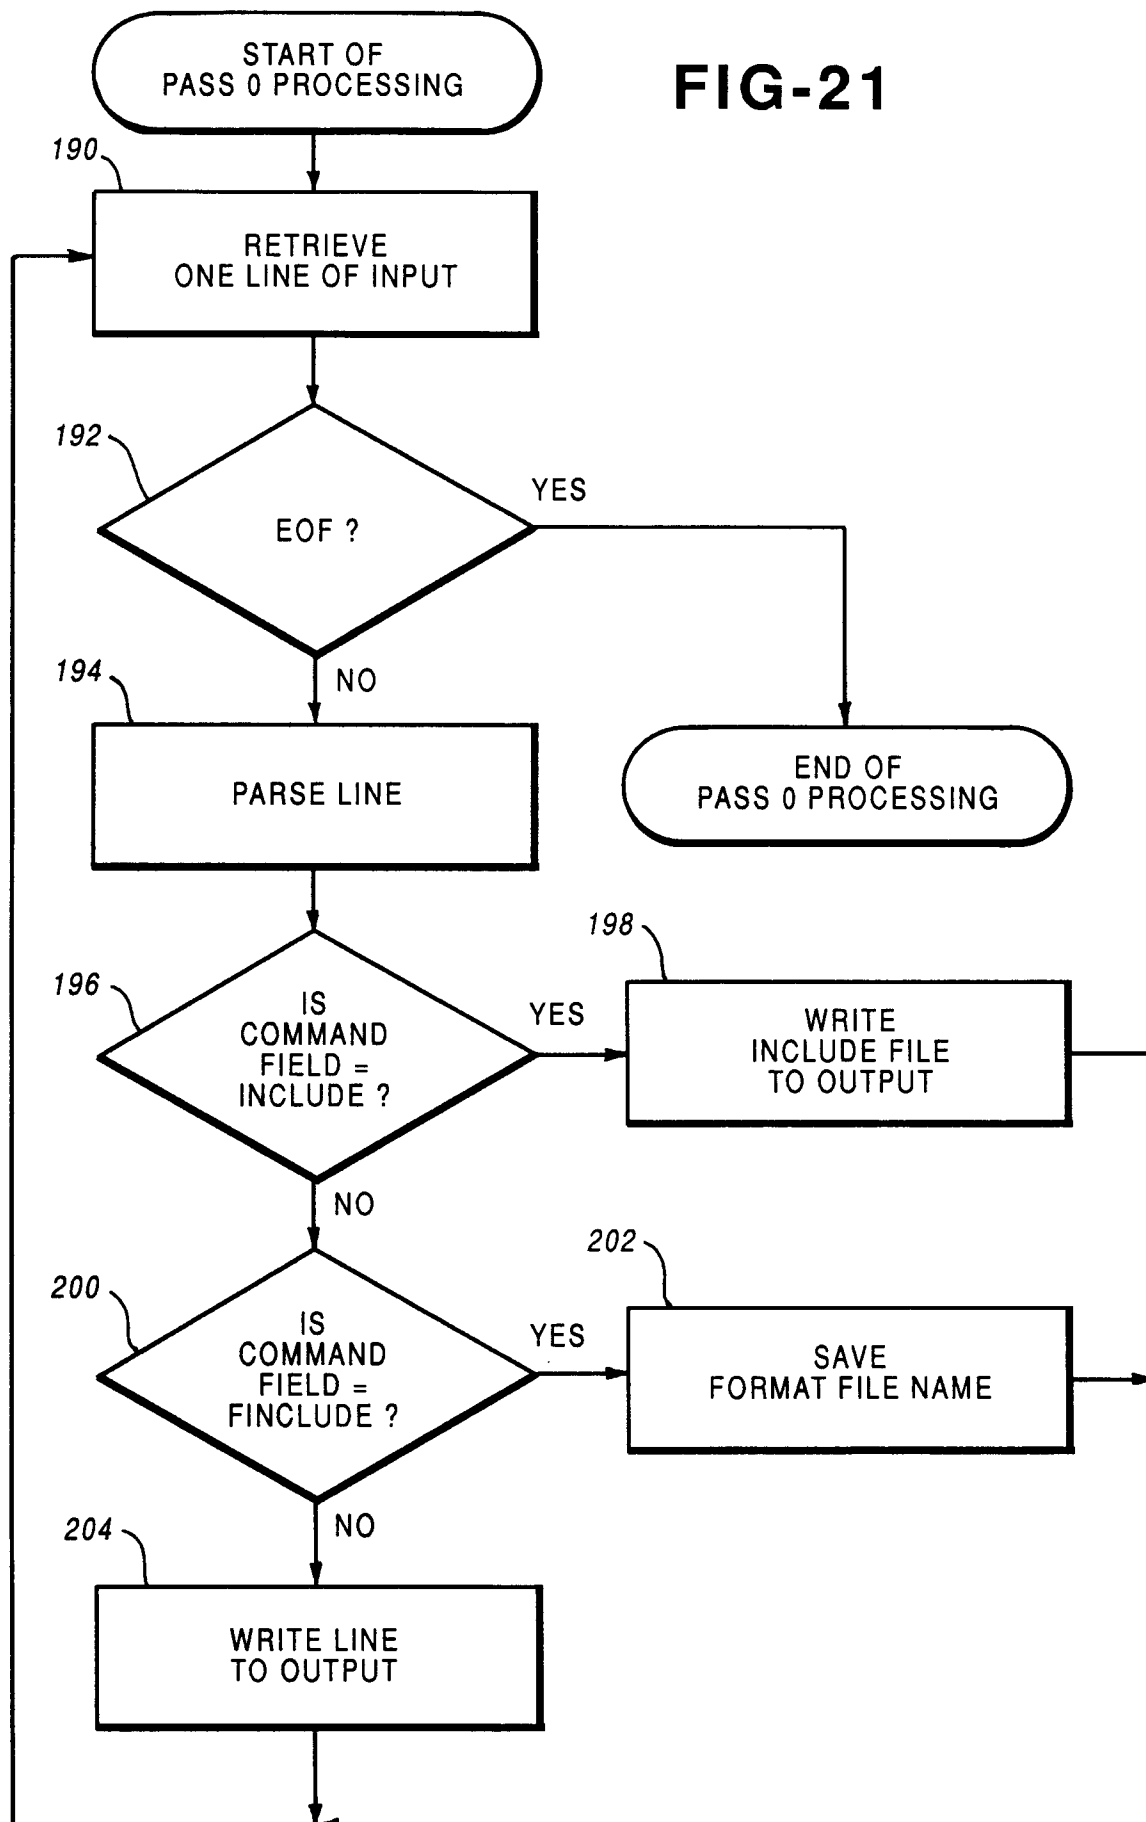 START OF
PASS 0 PROCESSING
FIG-21
190
RETRIEVE
ONE LINE OF INPUT
192
EOF ?
YES
NO
194
PARSE LINE
END OF
PASS 0 PROCESSING
196
IS
COMMAND
FIELD =
INCLUDE ?
YES
198
WRITE
INCLUDE FILE
TO OUTPUT
NO
200
IS
COMMAND
FIELD =
FINCLUDE ?
YES
202
SAVE
FORMAT FILE NAME
NO
204
WRITE LINE
TO OUTPUT